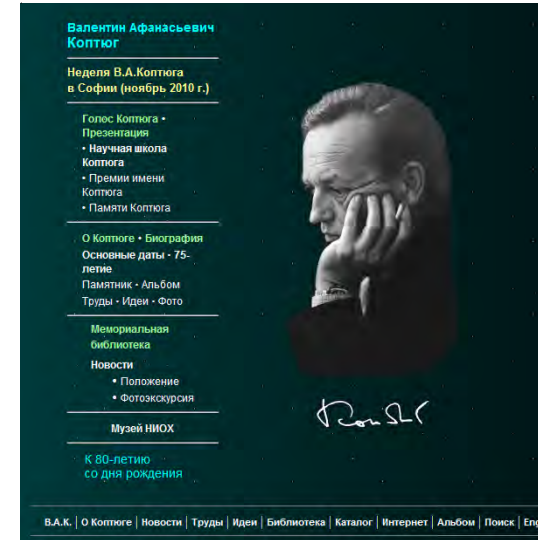 Валентин Афанасьевич
Коптюг
Неделя В.А.Коптюга
в Софии (ноябрь 2010 г.)
Голос Коптюга •
Презентация
• Научная школа
Коптюга
• Премии имени
Коптюга
• Памяти Коптюга
О Коптюге • Биография
Основные даты • 75-
летие
Памятник • Альбом
Труды • Идеи • Фото
Мемориальная
библиотека
Новости
• Положение
• Фотоэкскурсия
Музей НИОХ
К 80-летию
со дня рождения
В.А.К. | О Коптюге | Новости | Труды | Идеи | Библиотека | Каталог | Интернет | Альбом | Поиск | Eng